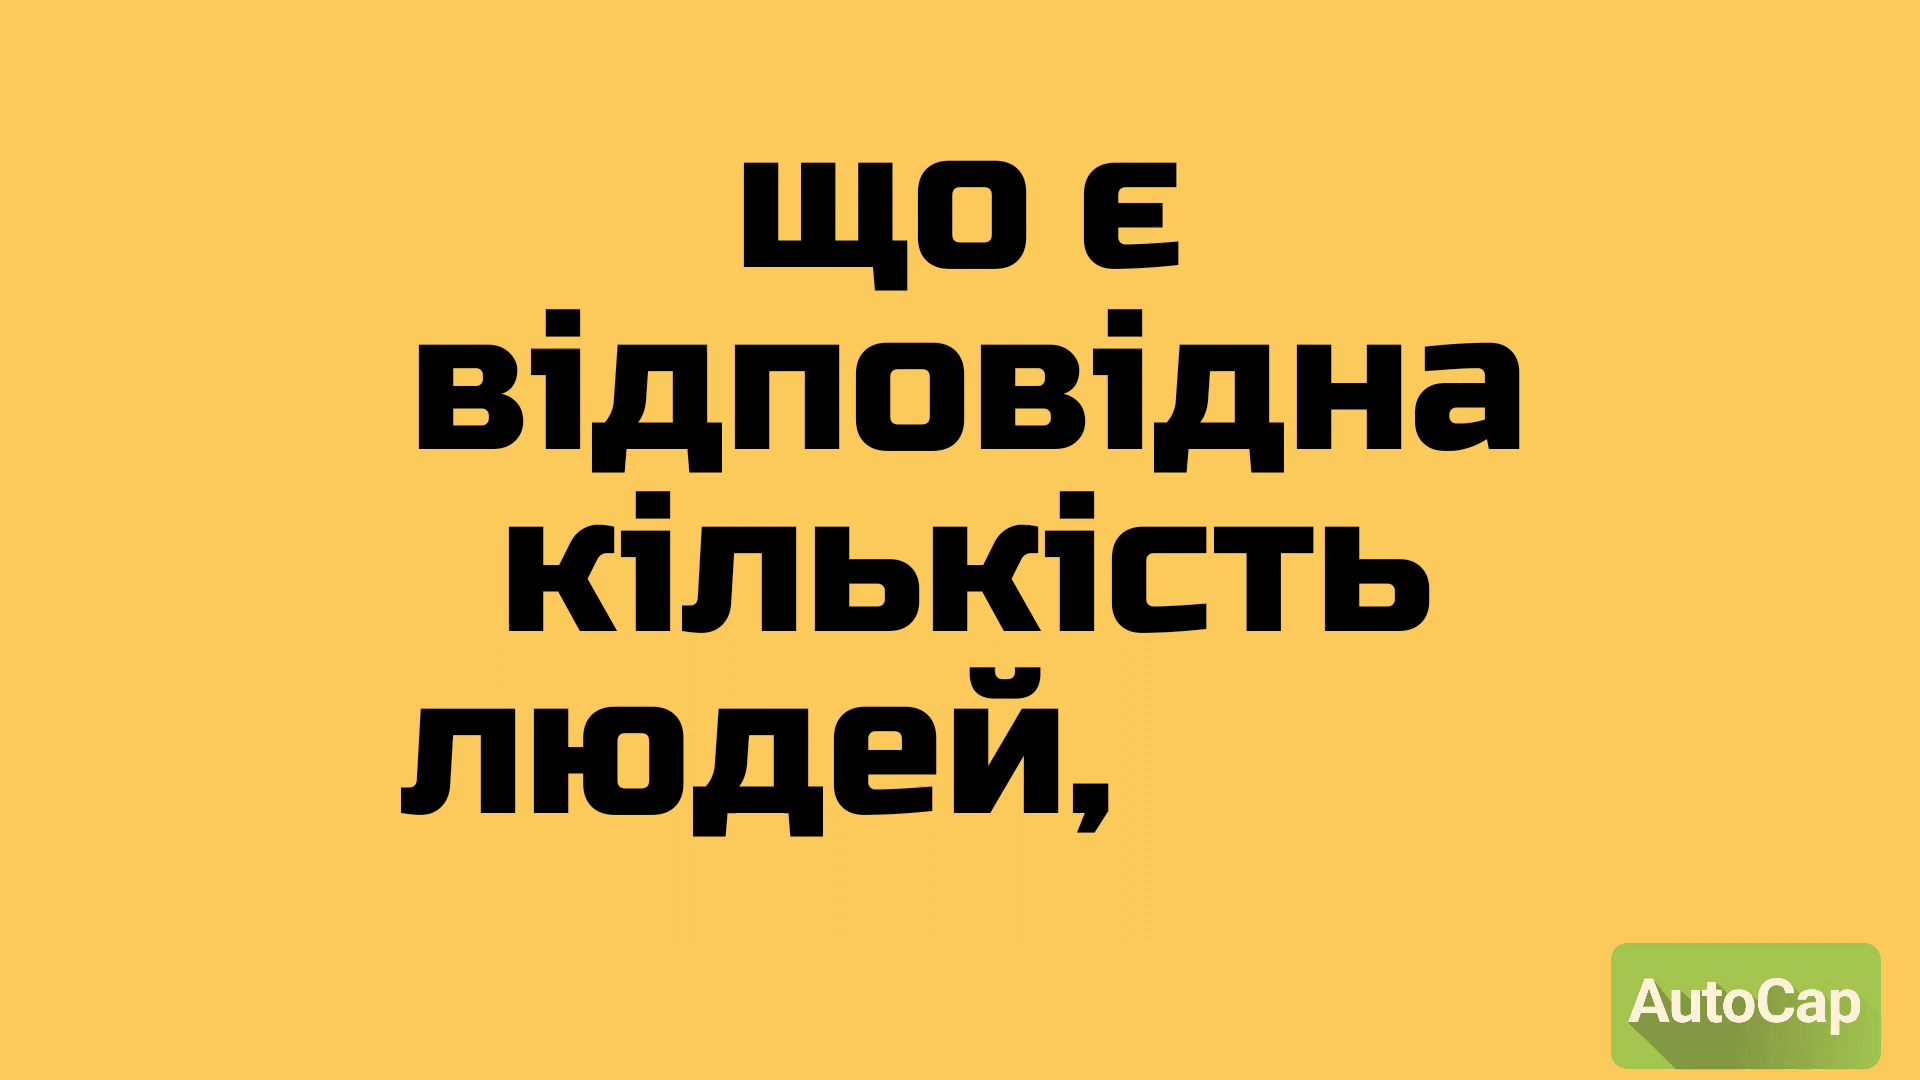 що є
відповідна
кількість
людей,
AutoCap